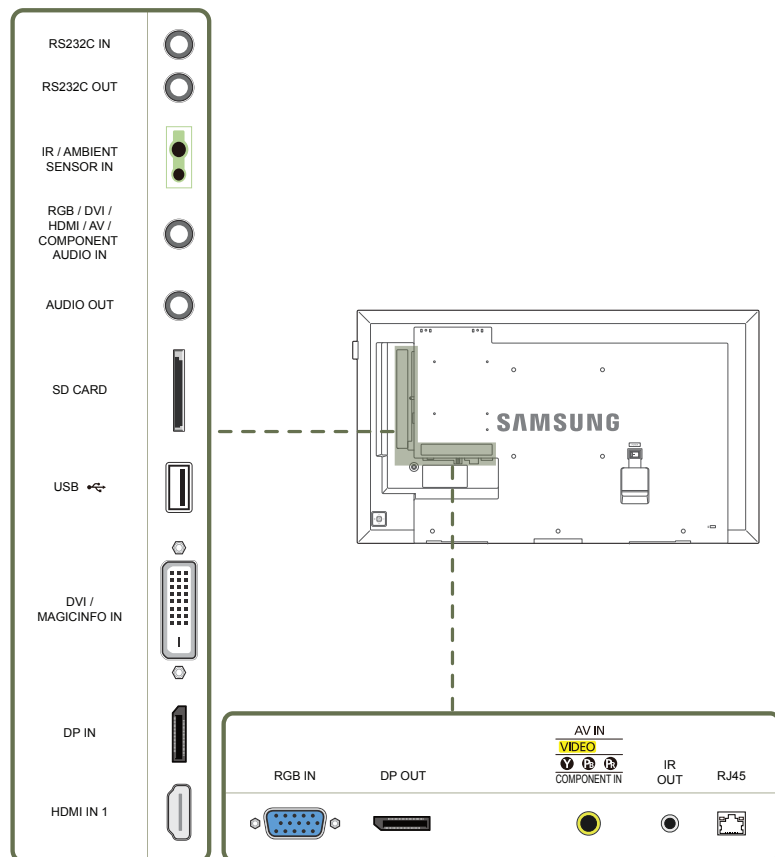 RS232C IN
RS232C OUT
IR / AMBIENT
SENSOR IN
RGB / DVI /
HDMI / AV /
COMPONENT
AUDIO IN
AUDIO OUT
SD CARD
USB
DVI /
MAGICINFO IN
DP IN
HDMI IN 1
SAMSUNG
RGB IN
DP OUT
AV IN
VIDEO
Y PB PR
COMPONENT IN
IR
OUT
RJ45